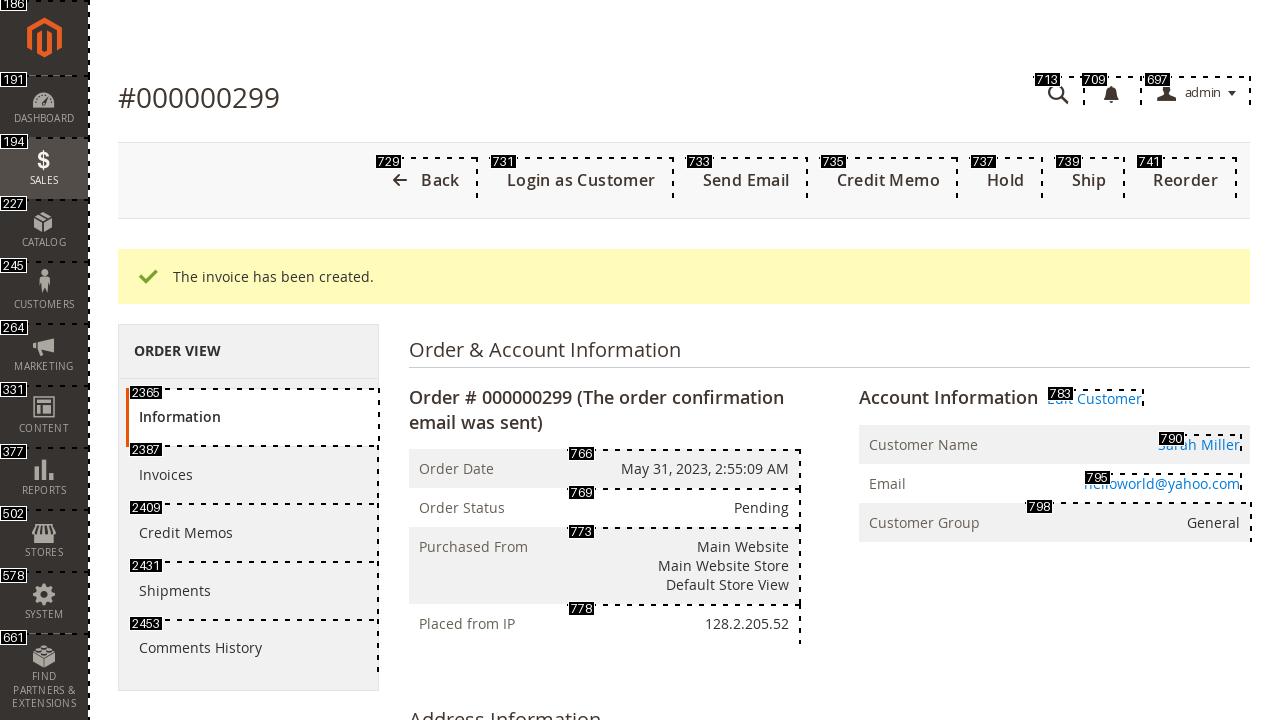 186
191
DASHBOARD
194
SALES
227
CATALOG
245
CUSTOMERS
264
MARKETING
331
CONTENT
377
REPORTS
502
STORES
578
SYSTEM
661
FIND
PARTNERS &
EXTENSIONS
#000000299
713
709
697
admin
729
Back
731
Login as Customer
733
Send Email
735
Credit Memo
737
Hold
739
Ship
741
Reorder
The invoice has been created.
ORDER VIEW
2365
Information
2387
Invoices
2409
Credit Memos
2431
Shipments
2453
Comments History
Order & Account Information
Order # 000000299 (The order confirmation
email was sent)
766
Order Date May 31, 2023, 2:55:09 AM
769
Order Status Pending
773
Purchased From Main Website
Main Website Store
Default Store View
778
Placed from IP 128.2.205.52
Account Information
783
Customer
790
Customer Name Sarah Miller
795
Email helloworld@yahoo.com
798
Customer Group General
Address Information